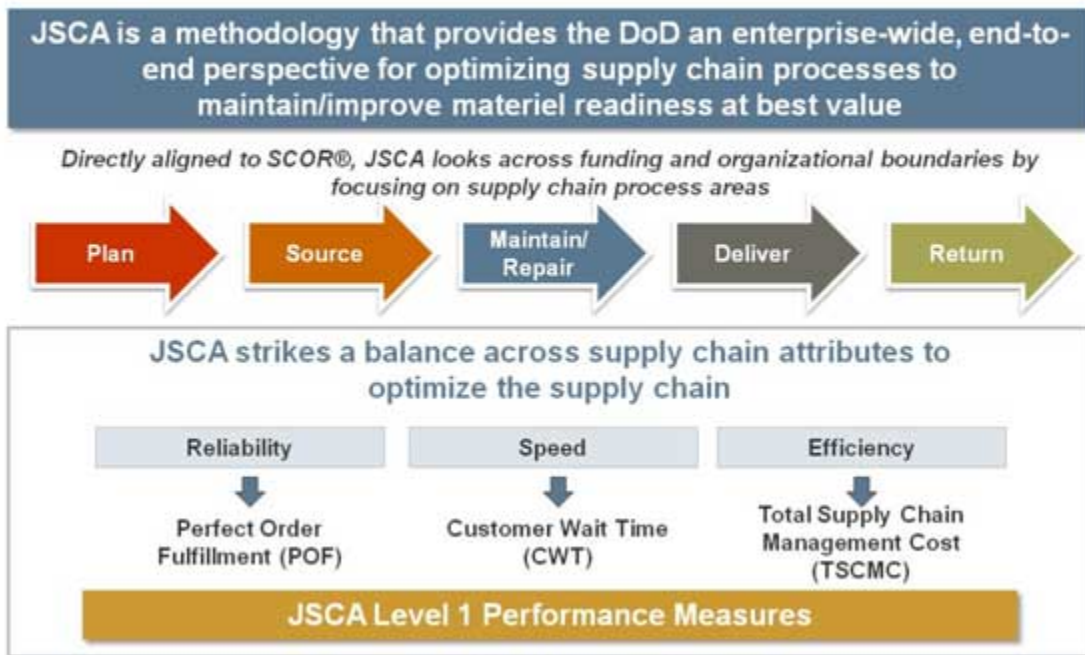 JSCA is a methodology that provides the DoD an enterprise-wide, end-to-
end perspective for optimizing supply chain processes to
maintain/improve materiel readiness at best value
Directly aligned to SCOR®, JSCA looks across funding and organizational boundaries by
focusing on supply chain process areas
Plan
Source
Maintain/
Repair
Deliver
Return
JSCA strikes a balance across supply chain attributes to
optimize the supply chain
Reliability
Speed
Efficiency
Perfect Order
Fulfillment (POF)
Customer Wait Time
(CWT)
Total Supply Chain
Management Cost
(TSCMC)
JSCA Level 1 Performance Measures